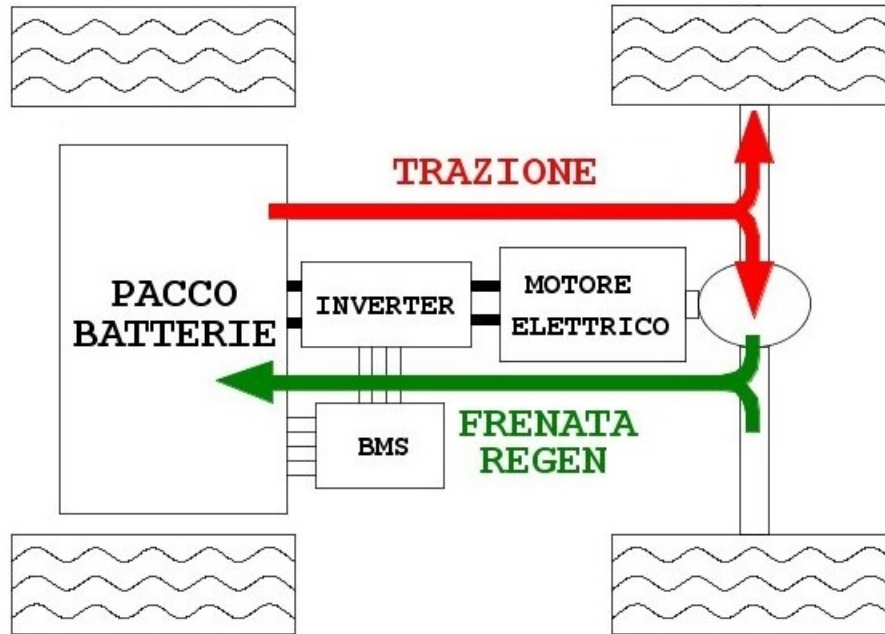 TRAZIONE
PACCO
BATTERIE
INVERTER
MOTORE
ELETTRICO
BMS
FRENATA
REGEN